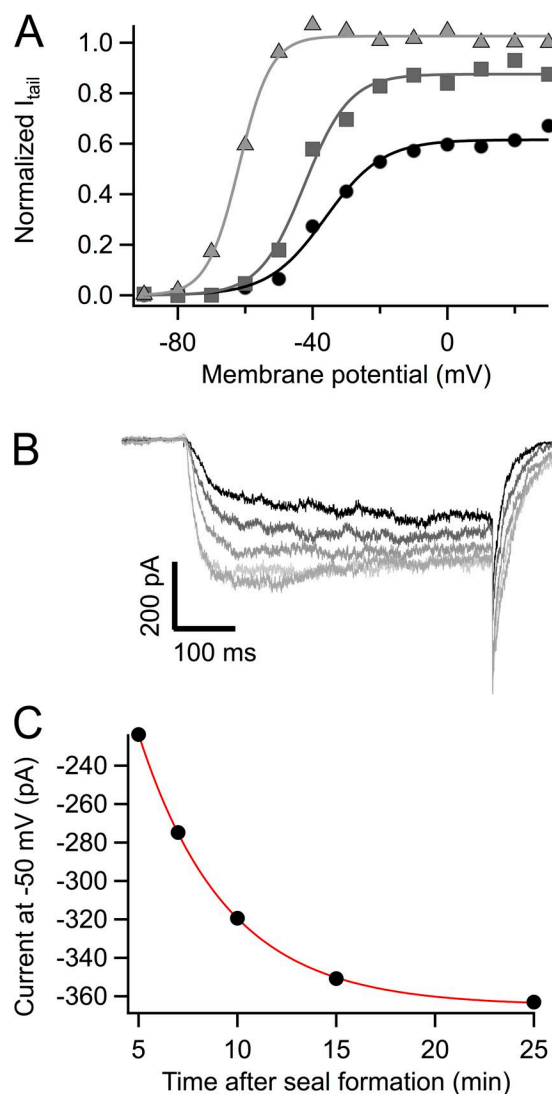 A
Normalized I_tail
1.0
0.8
0.6
0.4
0.2
0.0
-80
-40
0
Membrane potential (mV)
B
200 pA
100 ms
C
Current at -50 mV (pA)
-240
-260
-280
-300
-320
-340
-360
5
10
15
20
25
Time after seal formation (min)